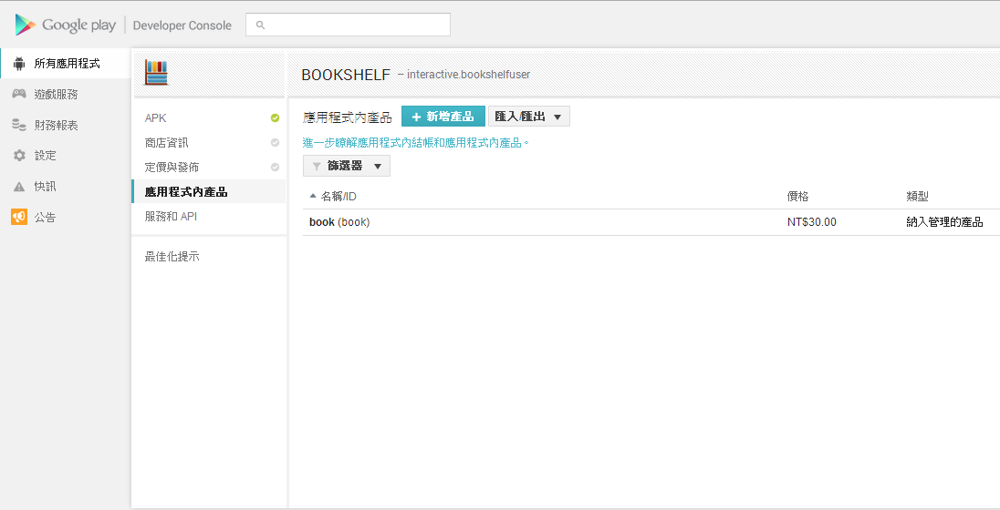 Google play Developer Console
所有應用程式
遊戲服務
財務報表
設定
快訊
公告
BOOKSHELF – interactive.bookshelfuser
APK
商店資訊
定價與發佈
應用程式內產品
服務和 API
最佳化提示
應用程式內產品 + 新增產品 匯入/匯出
進一步瞭解應用程式內結帳和應用程式內產品。
篩選器
名稱/ID 價格 類型
book (book) NT$30.00 納入管理的產品